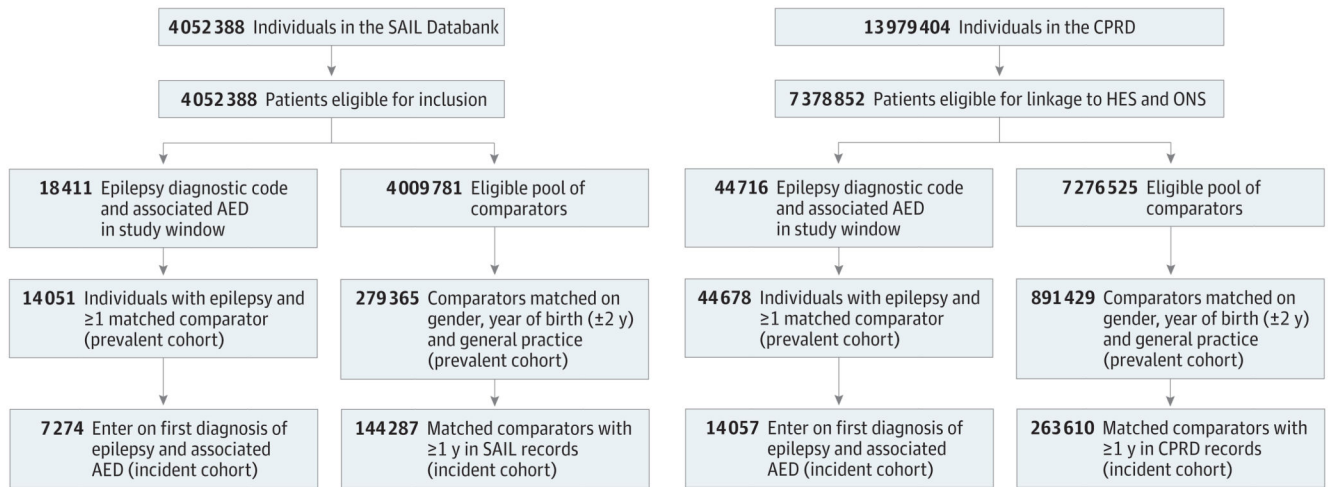 4052388 Individuals in the SAIL Databank
4052388 Patients eligible for inclusion
18411 Epilepsy diagnostic code
and associated AED
in study window
4009781 Eligible pool of
comparators
14051 Individuals with epilepsy and
≥1 matched comparator
(prevalent cohort)
279365 Comparators matched on
gender, year of birth (±2 y)
and general practice
(prevalent cohort)
7274 Enter on first diagnosis of
epilepsy and associated
AED (incident cohort)
144287 Matched comparators with
≥1 y in SAIL records
(incident cohort)
13979404 Individuals in the CPRD
7378852 Patients eligible for linkage to HES and ONS
44716 Epilepsy diagnostic code
and associated AED
in study window
7276525 Eligible pool of
comparators
44678 Individuals with epilepsy and
≥1 matched comparator
(prevalent cohort)
891429 Comparators matched on
gender, year of birth (±2 y)
and general practice
(prevalent cohort)
14057 Enter on first diagnosis of
epilepsy and associated
AED (incident cohort)
263610 Matched comparators with
≥1 y in CPRD records
(incident cohort)